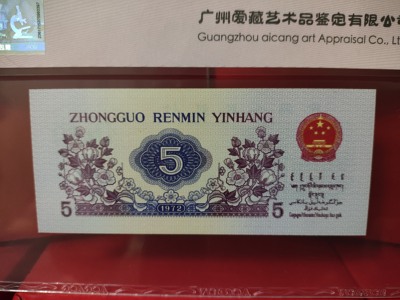 广州爱藏艺术品鉴定有限公
Guangzhou aicang art Appraisal Co., Lt
ZHONGGUO RENMIN YINHANG
5
5
1972
5